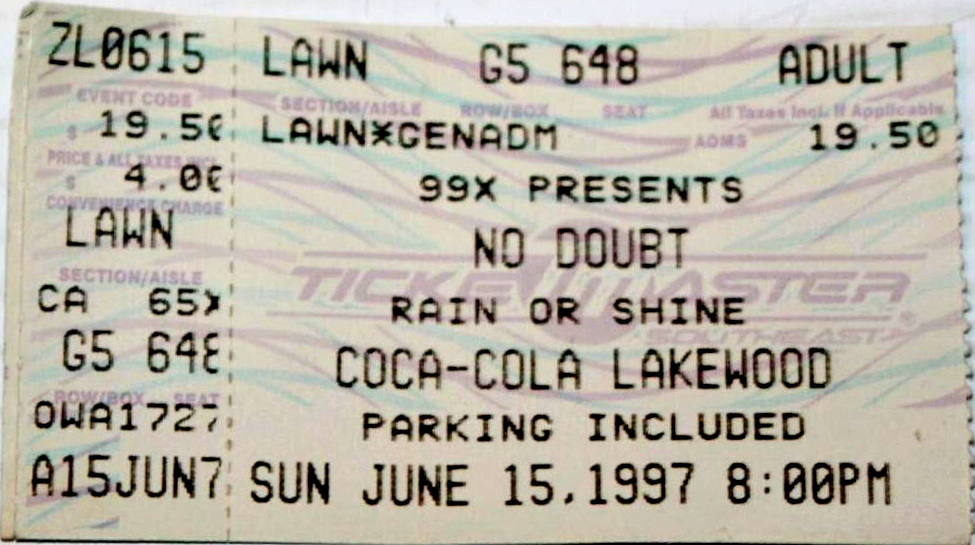 ZL0615 LAWN G5 648 ADULT
EVENT CODE SECTION/AISLE ROW/BOX SEAT All Taxes Incl. If Applicable
$ 19.50 LAWN*GENADM ADMS 19.50
PRICE & ALL TAXES INCL.
$ 4.00 99X PRESENTS
CONVENIENCE CHARGE
LAWN NO DOUBT
SECTION/AISLE TICKETMASTER®
CA 65X RAIN OR SHINE
SOUTHEAST
G5 648 COCA-COLA LAKEWOOD
ROW/BOX SEAT
OWA1727 PARKING INCLUDED
A15JUN7 SUN JUNE 15,1997 8:00PM